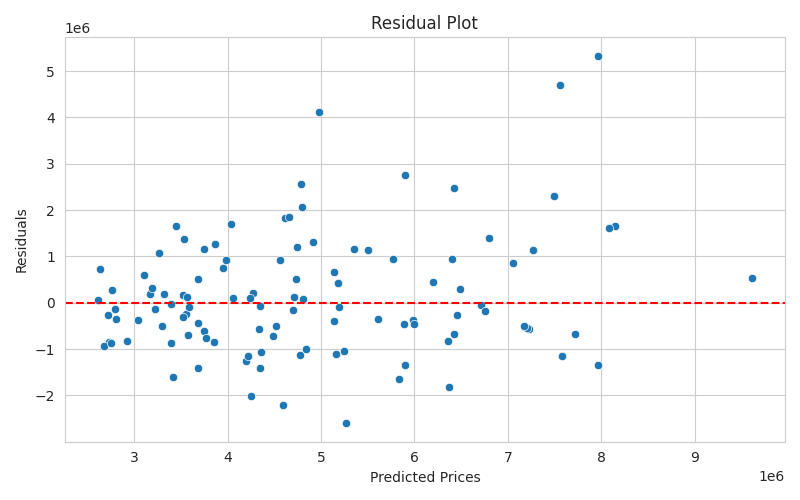 Residual Plot
1e6
5
4
3
2
1
0
−1
−2
Residuals
3 4 5 6 7 8 9
1e6
Predicted Prices